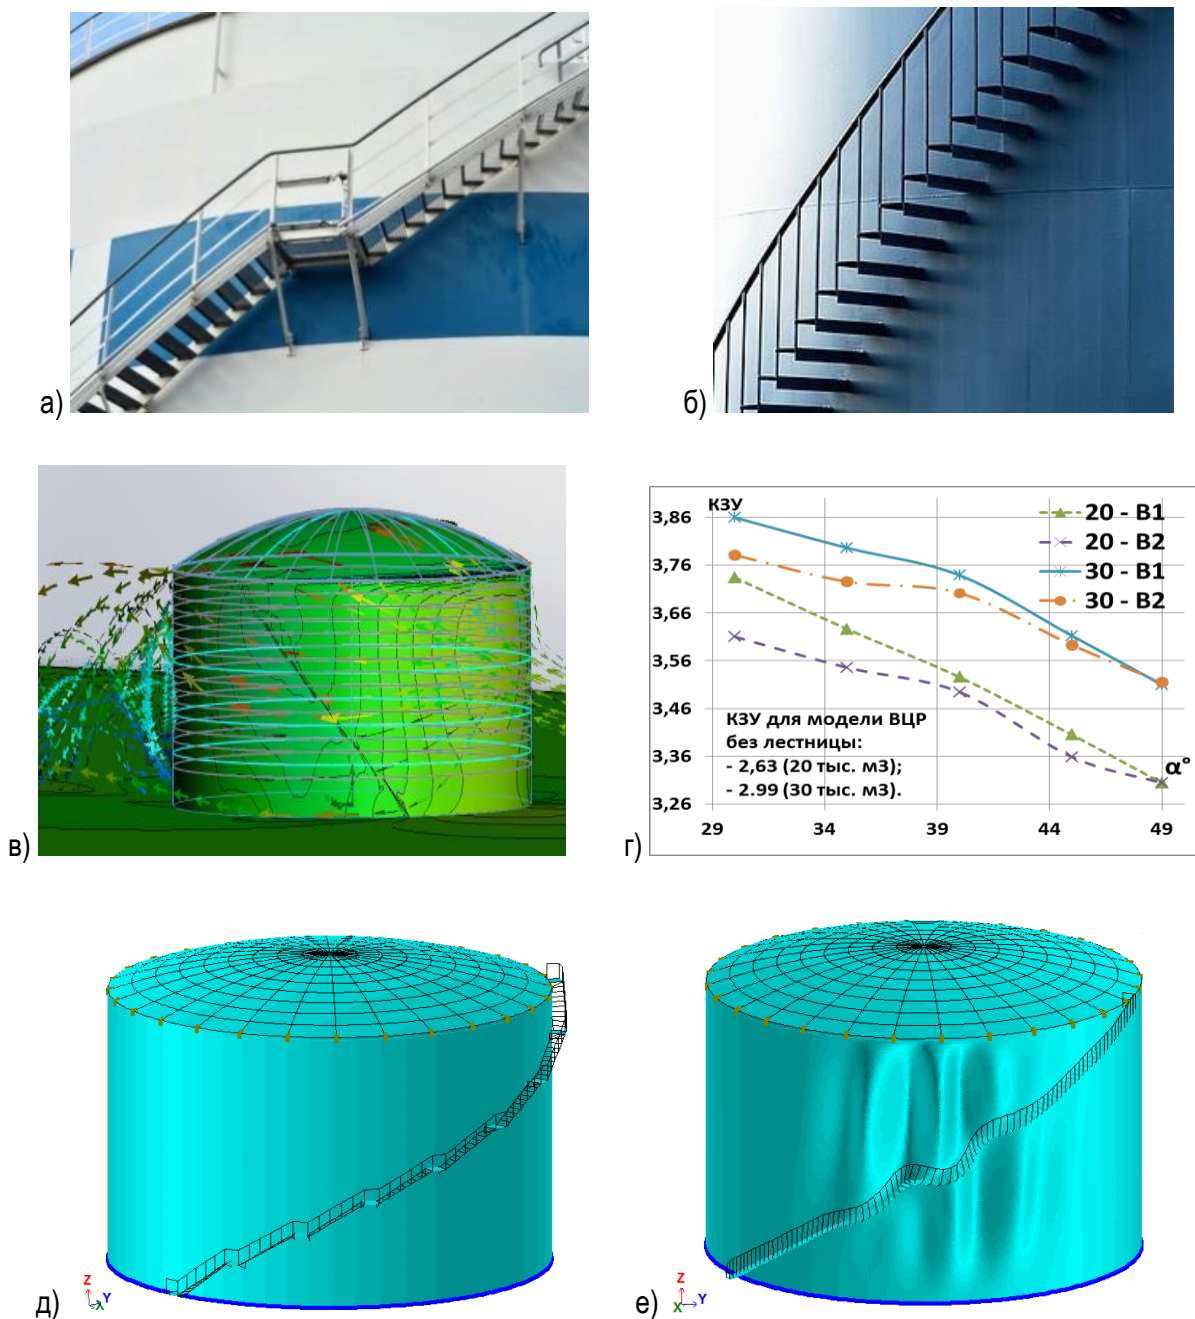 а)
б)
в)
г)
КЗУ
3,86
3,76
3,66
3,56
3,46
3,36
3,26
29
34
39
44
49
α°
20 - В1
20 - В2
30 - В1
30 - В2
КЗУ для модели ВЦР
без лестницы:
- 2,63 (20 тыс. м3);
- 2.99 (30 тыс. м3).
д)
Z
Y
X
е)
Z
X
Y